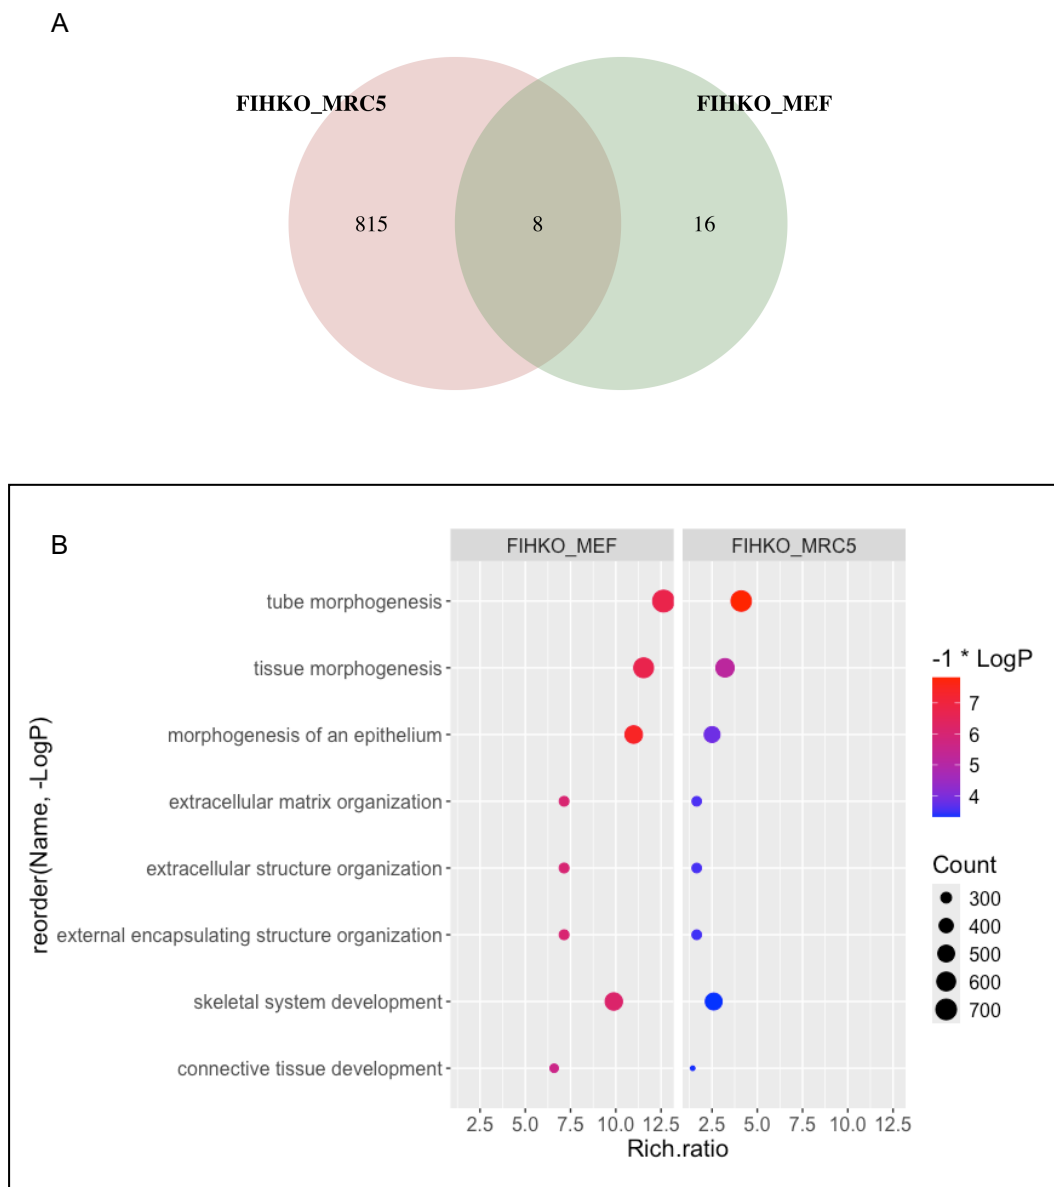 A
FIHKO_MRC5
FIHKO_MEF
815
8
16
B
FIHKO_MEF
FIHKO_MRC5
reorder(Name, -LogP)
tube morphogenesis
tissue morphogenesis
morphogenesis of an epithelium
extracellular matrix organization
extracellular structure organization
external encapsulating structure organization
skeletal system development
connective tissue development
2.5 5.0 7.5 10.0 12.5
2.5 5.0 7.5 10.0 12.5
Rich.ratio
-1 * LogP
7
6
5
4
Count
300
400
500
600
700